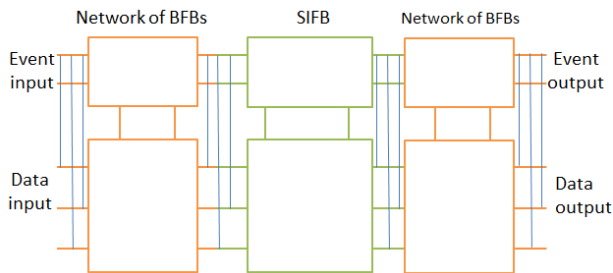 Network of BFBs
SIFB
Network of BFBs
Event
input
Event
output
Data
input
Data
output